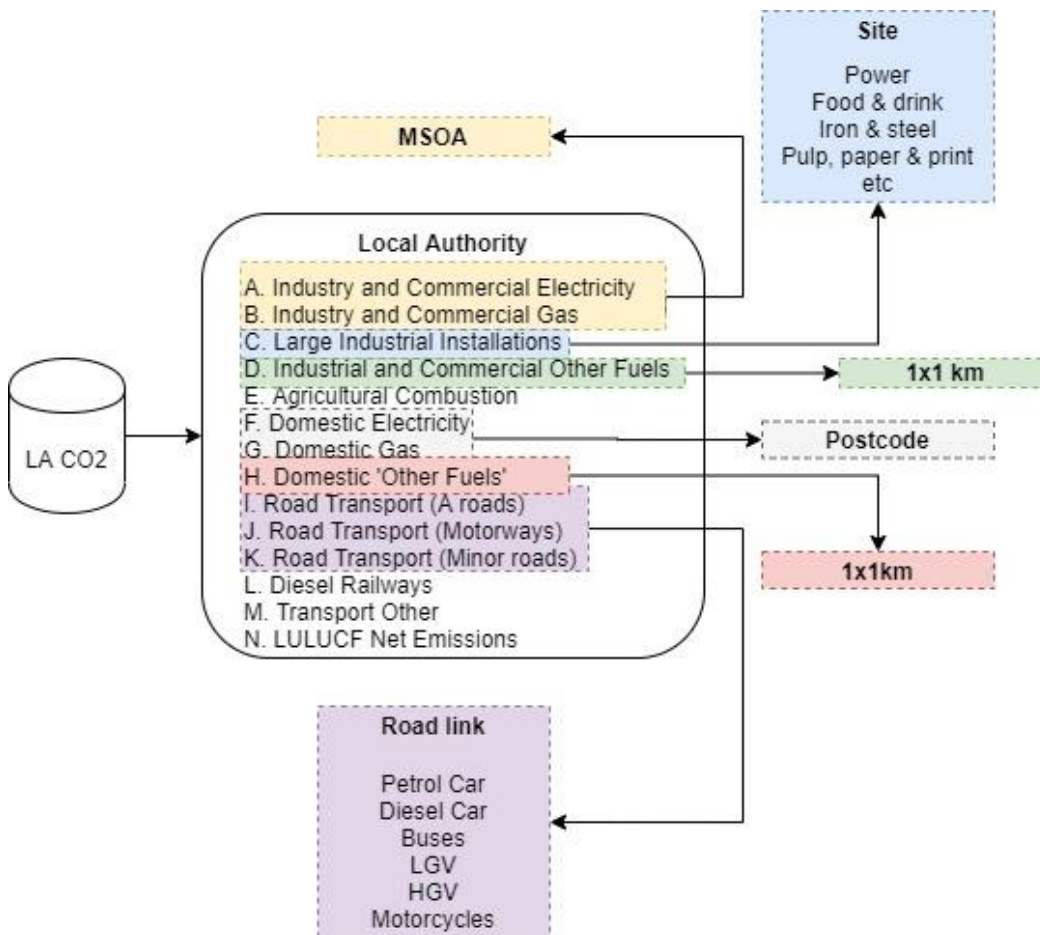 Site
Power
Food & drink
Iron & steel
Pulp, paper & print
etc
MSOA
Local Authority
A. Industry and Commercial Electricity
B. Industry and Commercial Gas
C. Large Industrial Installations
D. Industrial and Commercial Other Fuels
E. Agricultural Combustion
F. Domestic Electricity
G. Domestic Gas
H. Domestic 'Other Fuels'
I. Road Transport (A roads)
J. Road Transport (Motorways)
K. Road Transport (Minor roads)
L. Diesel Railways
M. Transport Other
N. LULUCF Net Emissions
LA CO2
1x1 km
Postcode
1x1km
Road link
Petrol Car
Diesel Car
Buses
LGV
HGV
Motorcycles